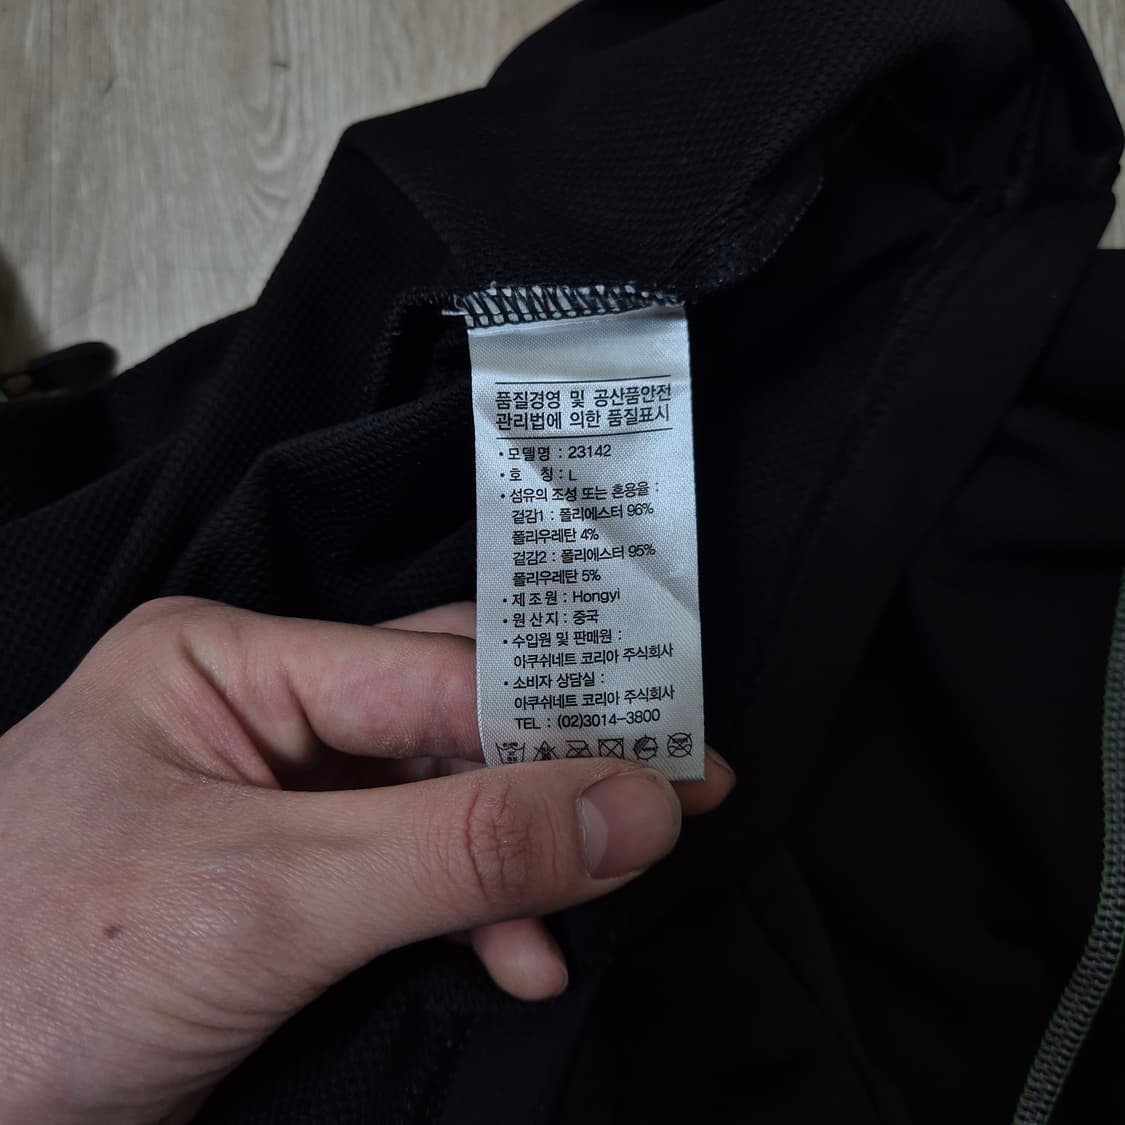 품질경영 및 공산품안전
관리법에 의한 품질표시
• 모델명 : 23142
• 호 칭 : L
• 섬유의 조성 또는 혼용율 :
겉감1 : 폴리에스터 96%
폴리우레탄 4%
겉감2 : 폴리에스터 95%
폴리우레탄 5%
• 제조원 : Hongyi
• 원산지 : 중국
• 수입원 및 판매원 :
아쿠쉬네트 코리아 주식회사
• 소비자 상담실 :
아쿠쉬네트 코리아 주식회사
TEL : (02)3014-3800